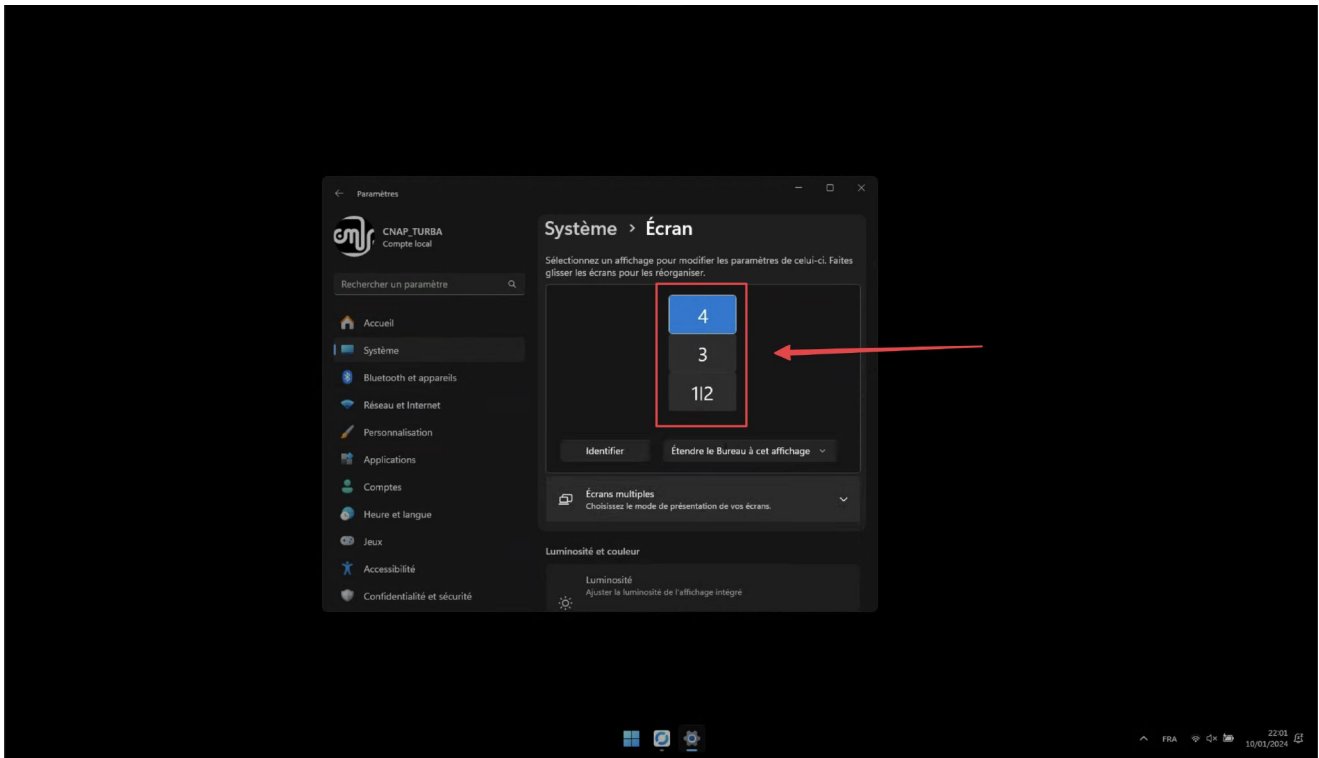 Paramètres
CNAP_TURBA
Compte local
Rechercher un paramètre
Accueil
Système
Bluetooth et appareils
Réseau et Internet
Personnalisation
Applications
Comptes
Heure et langue
Jeux
Accessibilité
Confidentialité et sécurité
Système > Écran
Sélectionnez un affichage pour modifier les paramètres de celui-ci. Faites
glisser les écrans pour les réorganiser.
4
3
1|2
Identifier
Étendre le Bureau à cet affichage
Écrans multiples
Choisissez le mode de présentation de vos écrans.
Luminosité et couleur
Luminosité
Ajuster la luminosité de l'affichage intégré
FRA
22:01
10/01/2024